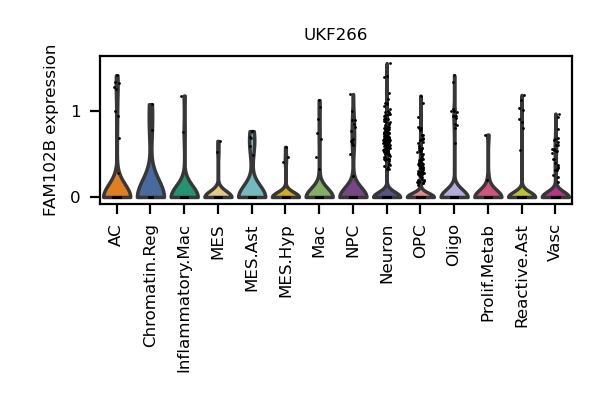 UKF266
FAM102B expression
1
0
AC
Chromatin.Reg
Inflammatory.Mac
MES
MES.Ast
MES.Hyp
Mac
NPC
Neuron
OPC
Oligo
Prolif.Metab
Reactive.Ast
Vasc